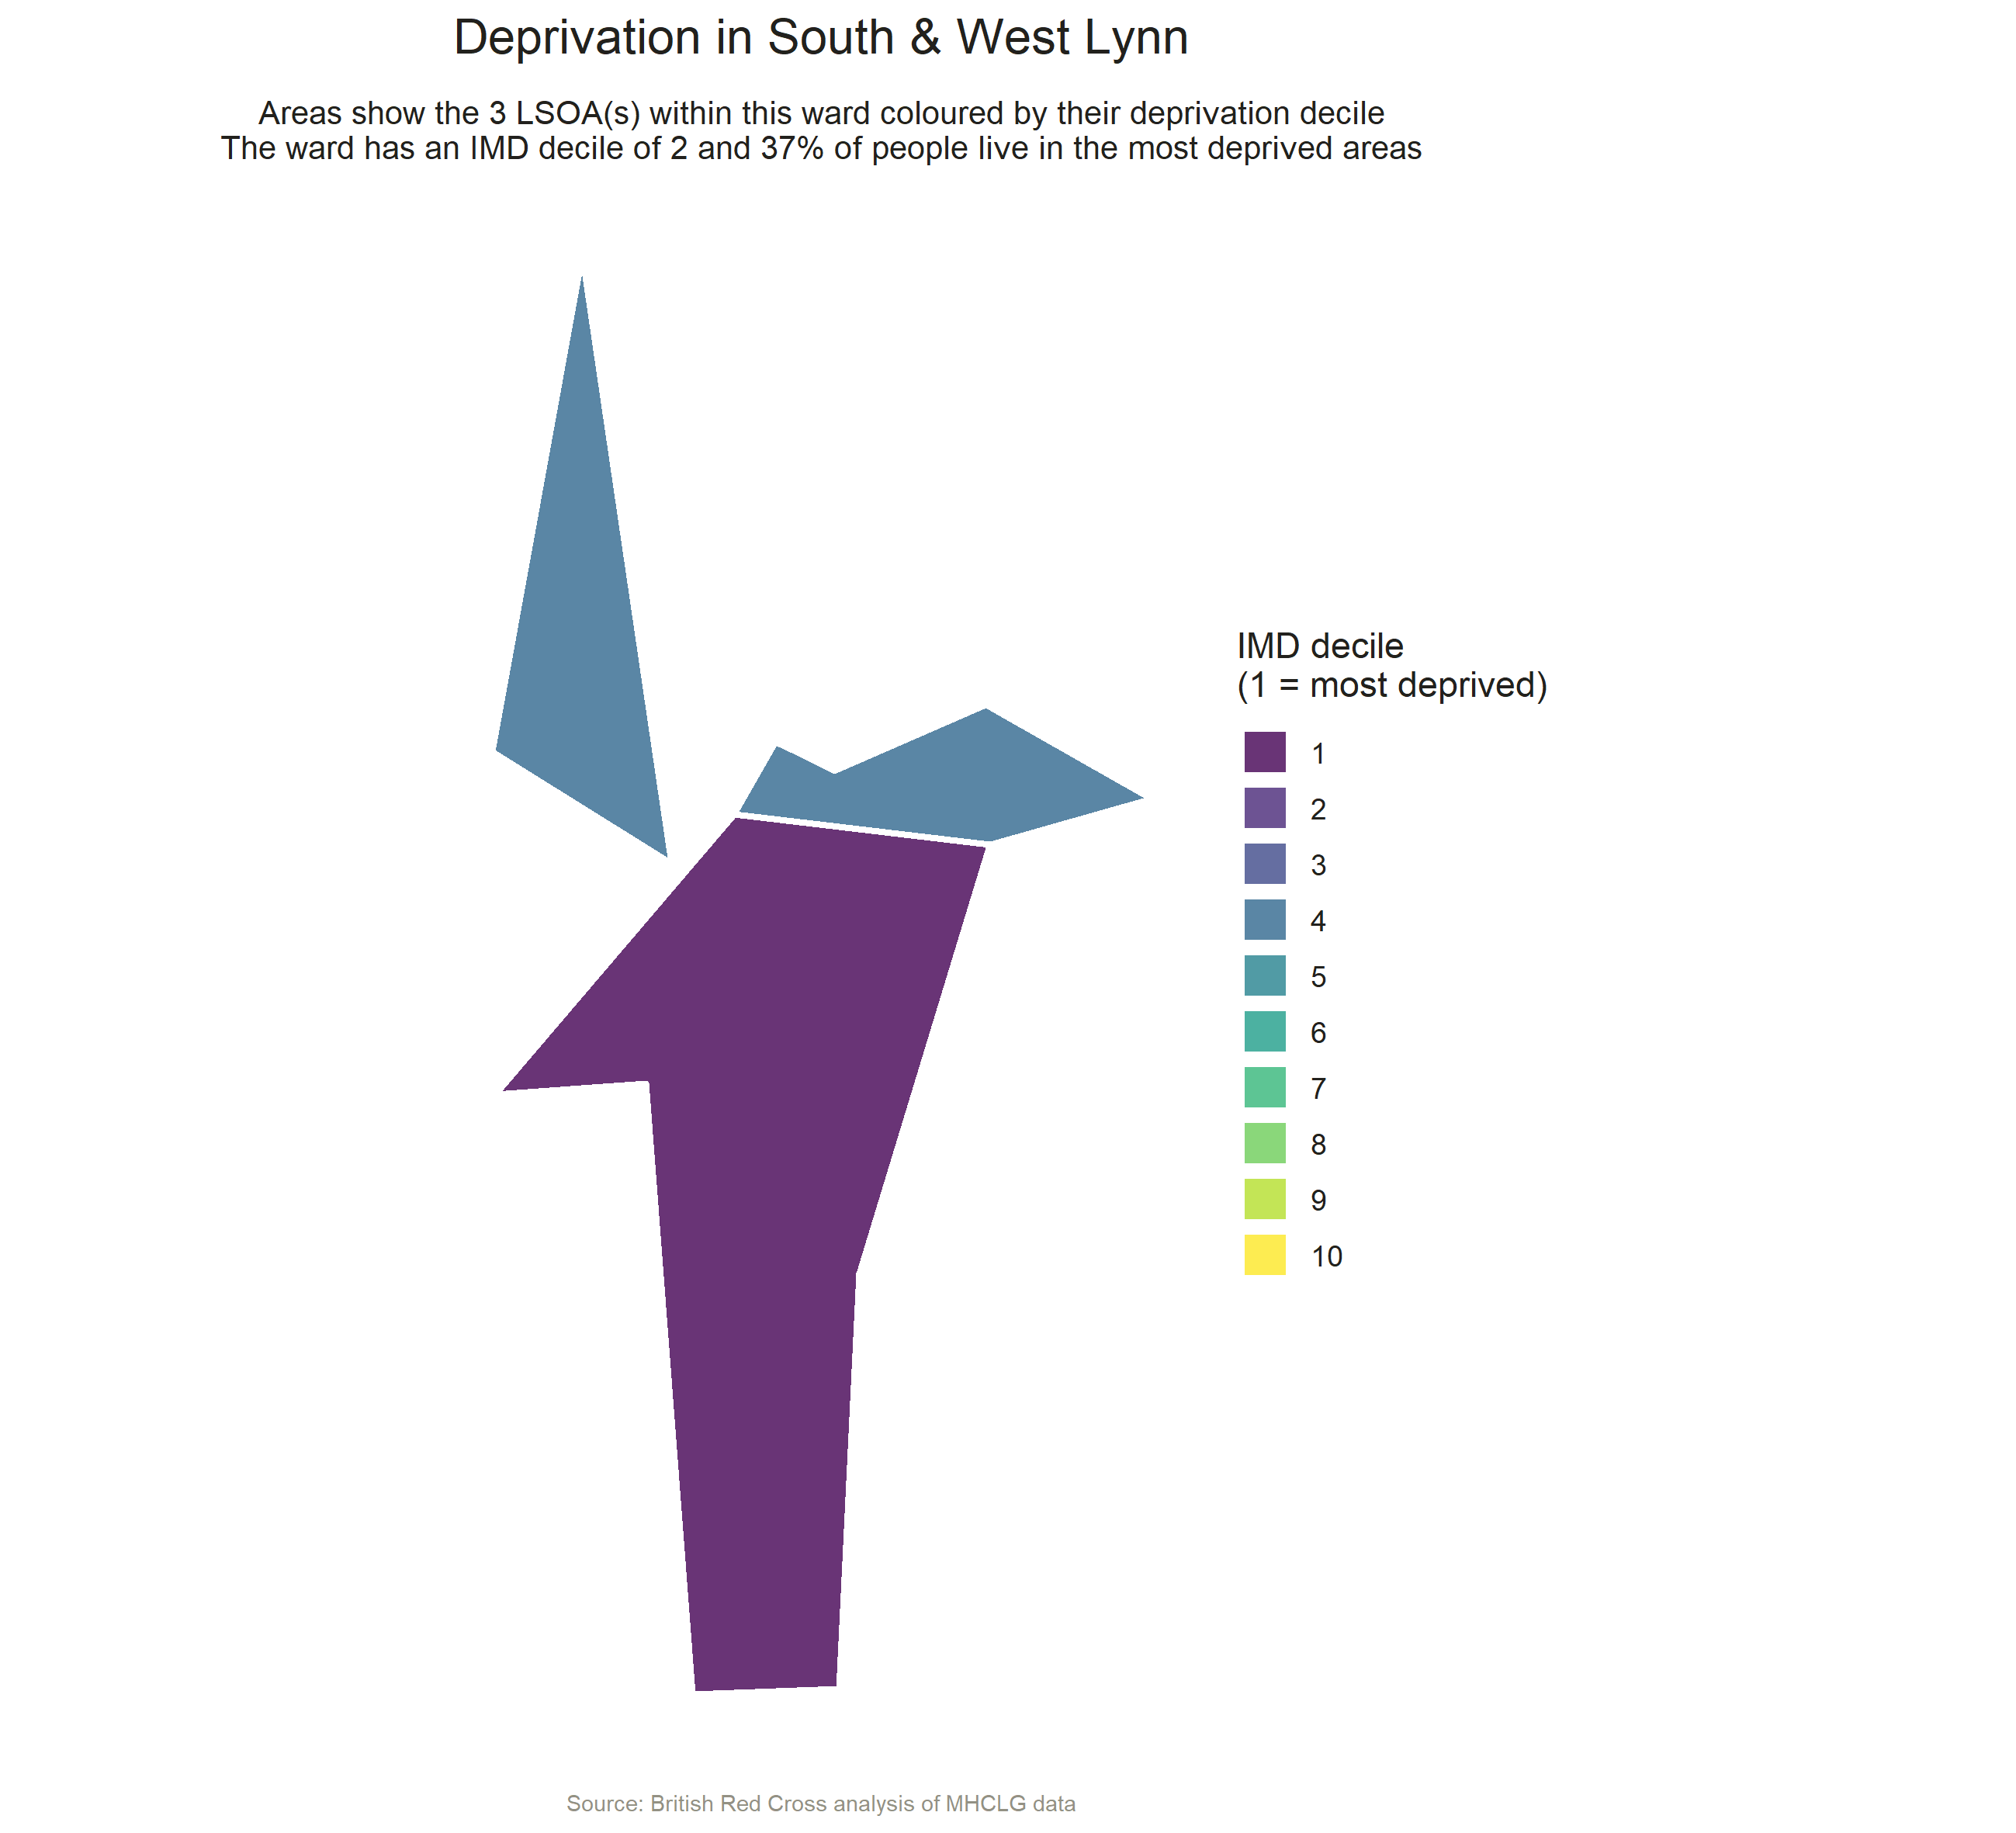 Deprivation in South & West Lynn
Areas show the 3 LSOA(s) within this ward coloured by their deprivation decile
The ward has an IMD decile of 2 and 37% of people live in the most deprived areas
IMD decile
(1 = most deprived)
1
2
3
4
5
6
7
8
9
10
Source: British Red Cross analysis of MHCLG data